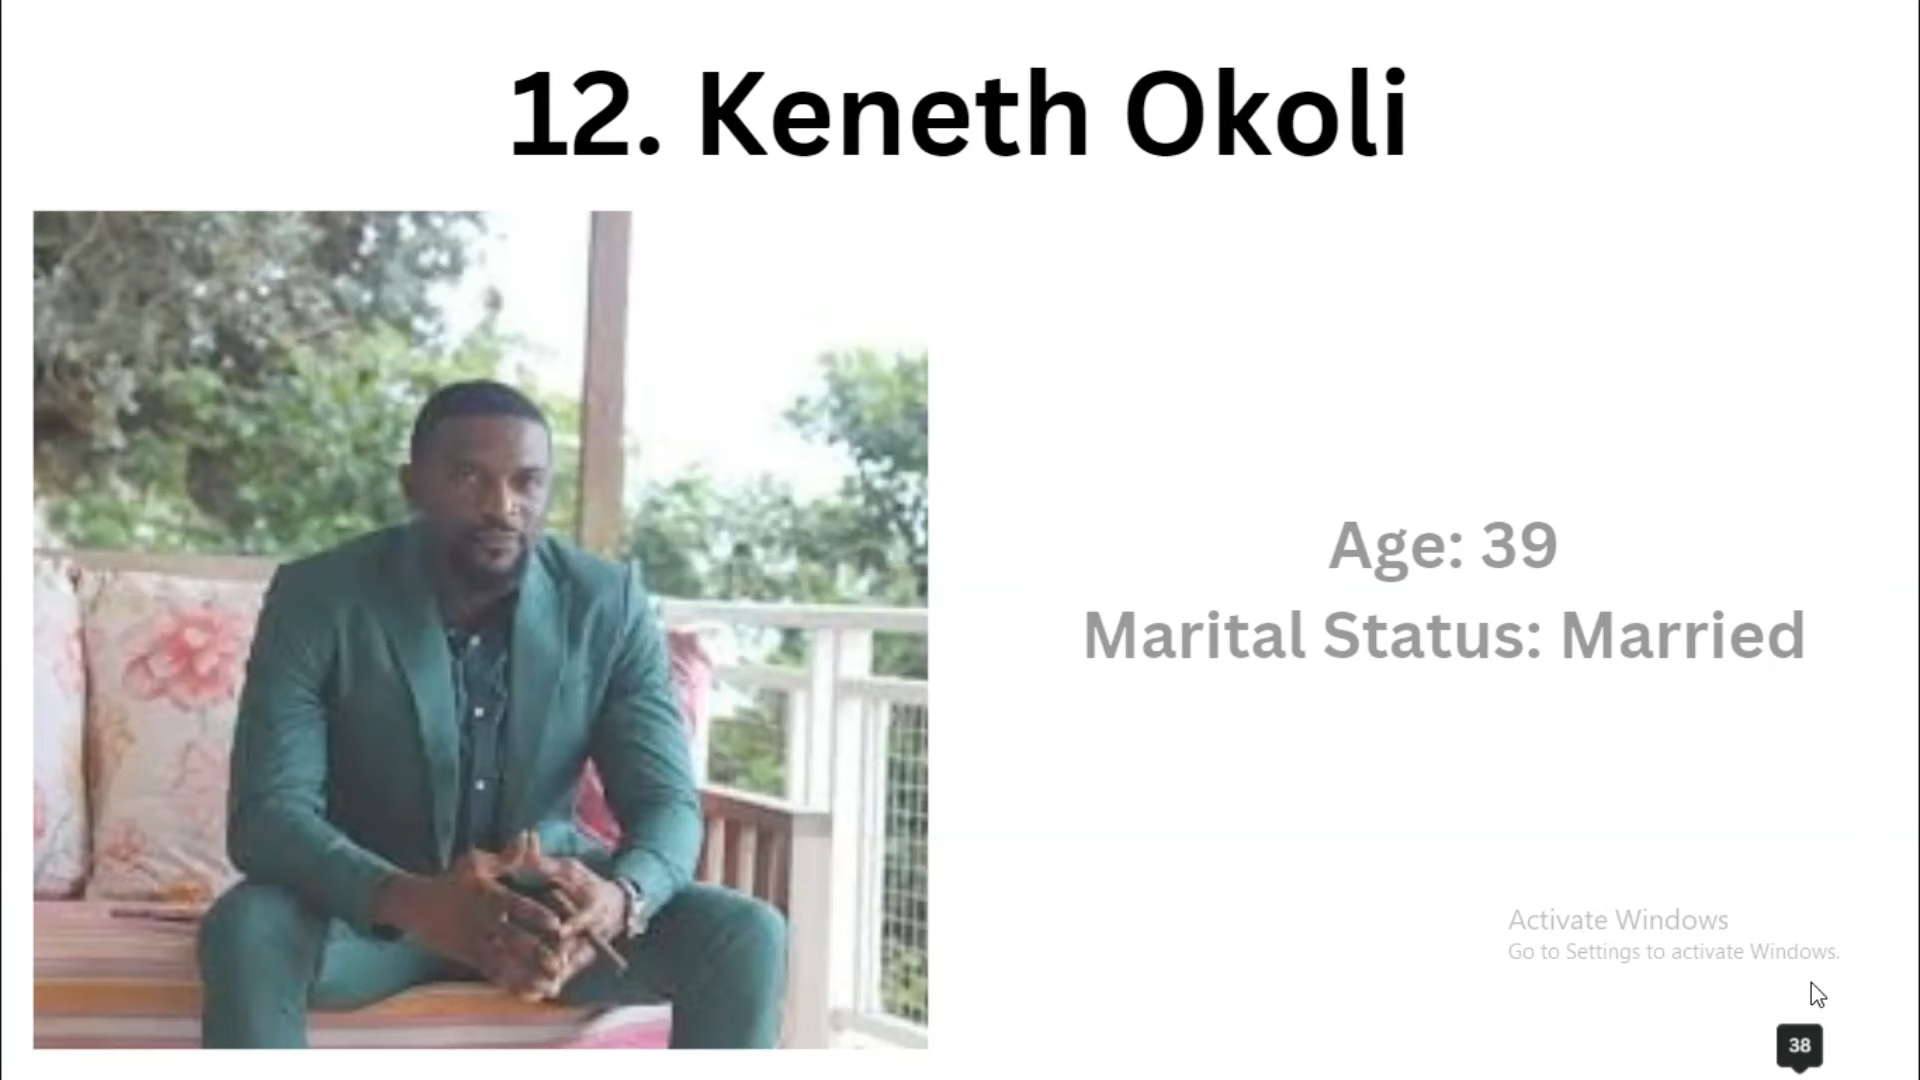 12. Keneth Okoli
Age: 39
Marital Status: Married
Activate Windows
Go to Settings to activate Windows.
38